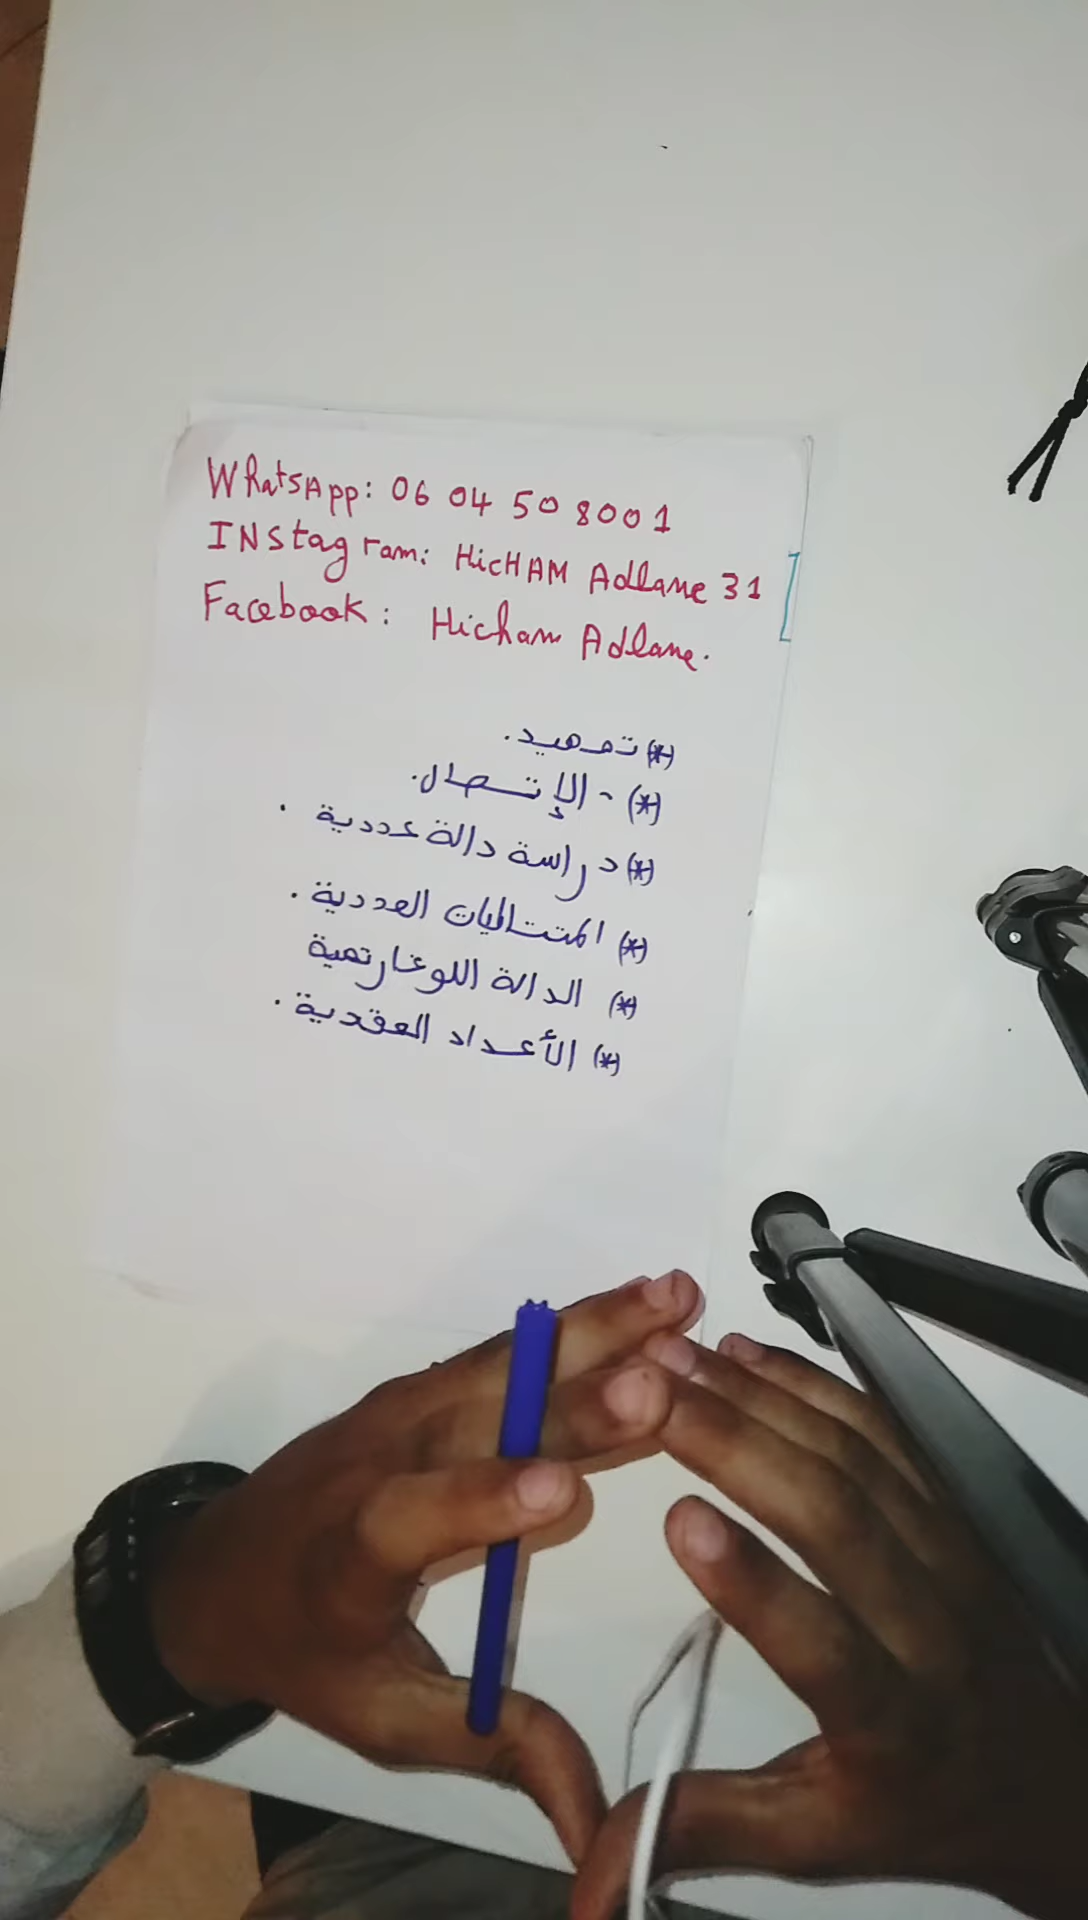 WhatsApp: 06 04 50 8001
INstagram: HicHAM Adlane 31
Facebook: Hicham Adlane.
(*) تمهيد.
(*) - الإتصال.
(*) دراسة دالة عددية.
(*) المتتاليات العددية.
(*) الدالة اللوغارتمية
(*) الأعداد العقدية.